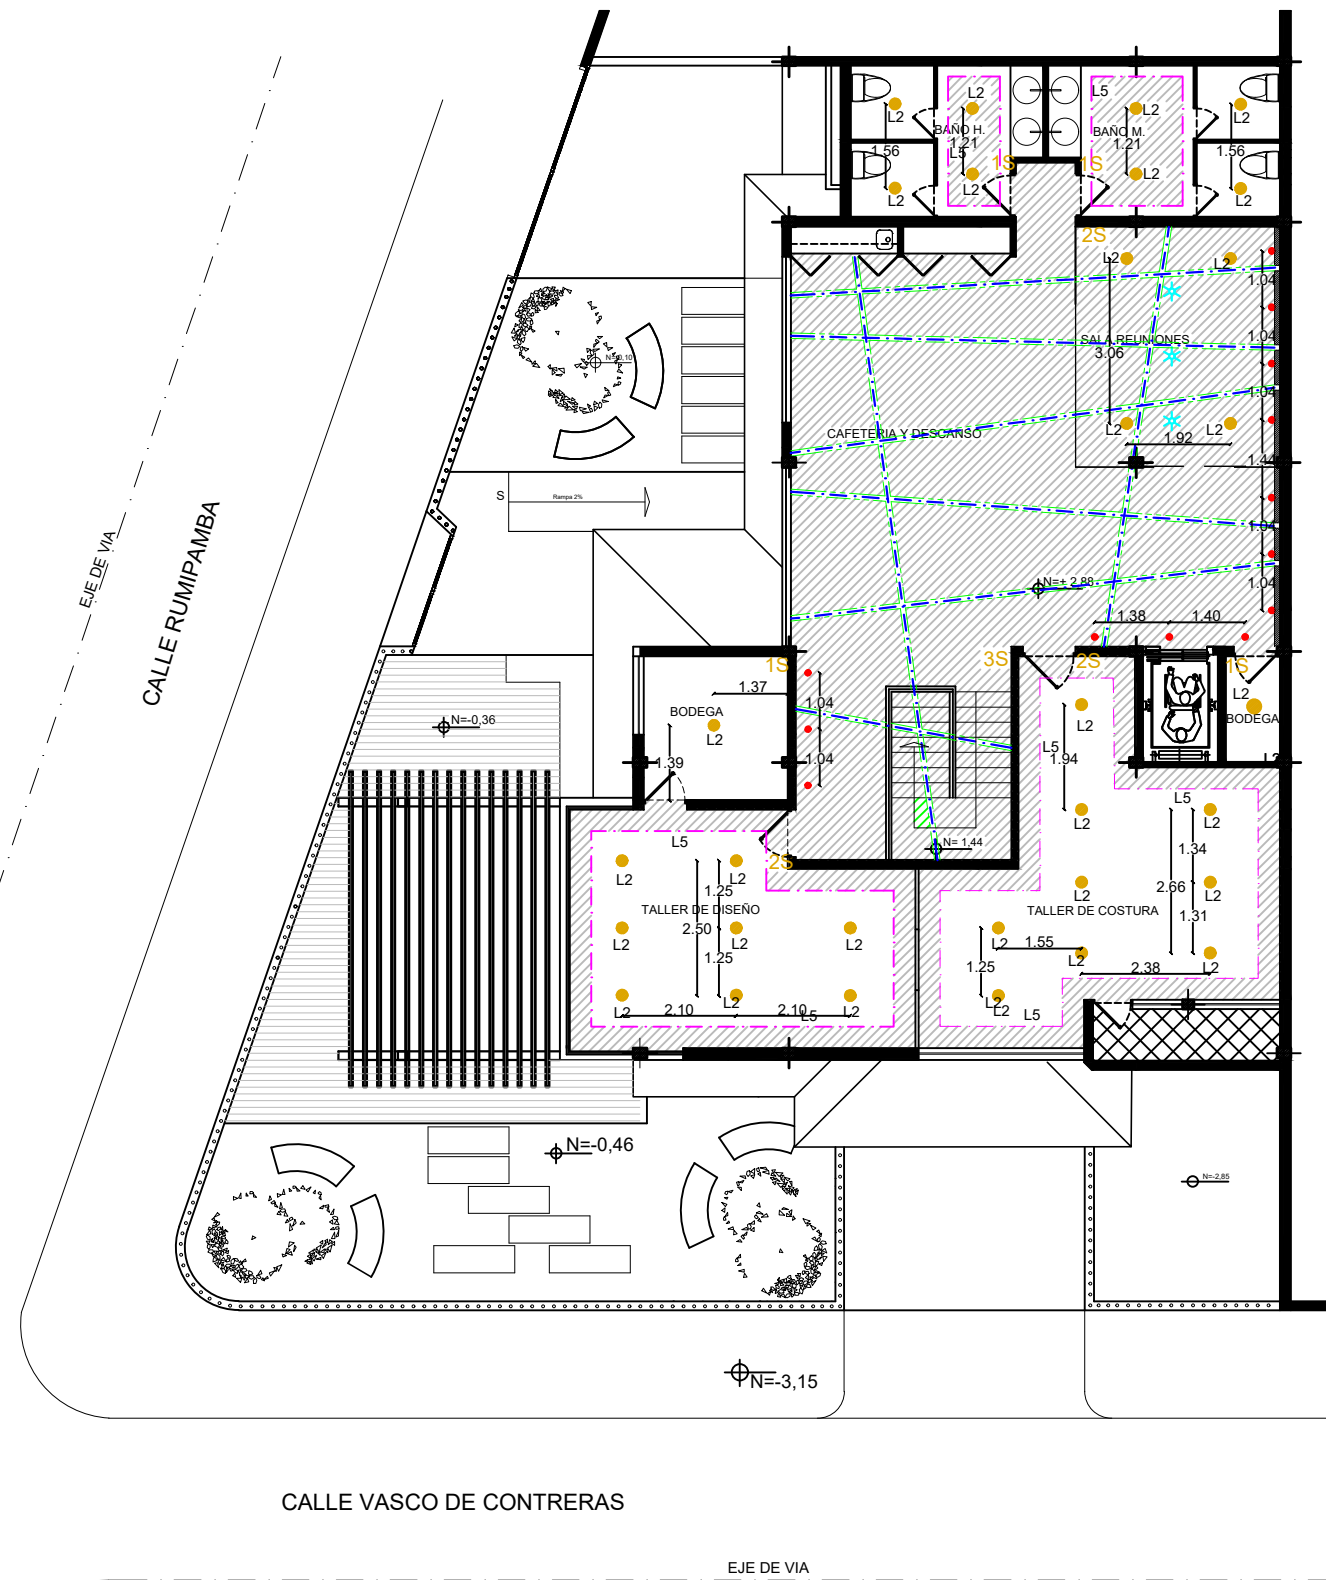 L2
L5
L2
L2
L2
L2
BAÑO H.
1.21
L5
BAÑO M.
1.21
1.56
1.56
1S
1S
L2
L2
L2
L2
2S
L2
L2
1.04
SALA REUNIONES
3.06
1.04
N=-0,10
1.04
L2
L2
CAFETERIA Y DESCANSO
1.92
1.44
S
Rampa 2%
CALLE RUMIPAMBA
EJE DE VIA
1.04
N=+ 2,88
1.04
1.38
1.40
1S
3S
2S
1S
1.37
L2
BODEGA
1.04
L2
BODEGA
N=-0,36
L2
L5
1.94
1.39
1.04
L2
L5
L2
L2
L5
N= 1,44
1.34
2S
L2
L2
1.25
L2
L2
2.66
TALLER DE DISEÑO
TALLER DE COSTURA
1.31
2.50
L2
L2
L2
L2
1.55
1.25
1.25
L2
2.38
L2
L2
L2
2.10
L2
2.10
L5
L2
L2
L5
N=-0,46
N=-2,85
N=-3,15
CALLE VASCO DE CONTRERAS
EJE DE VIA